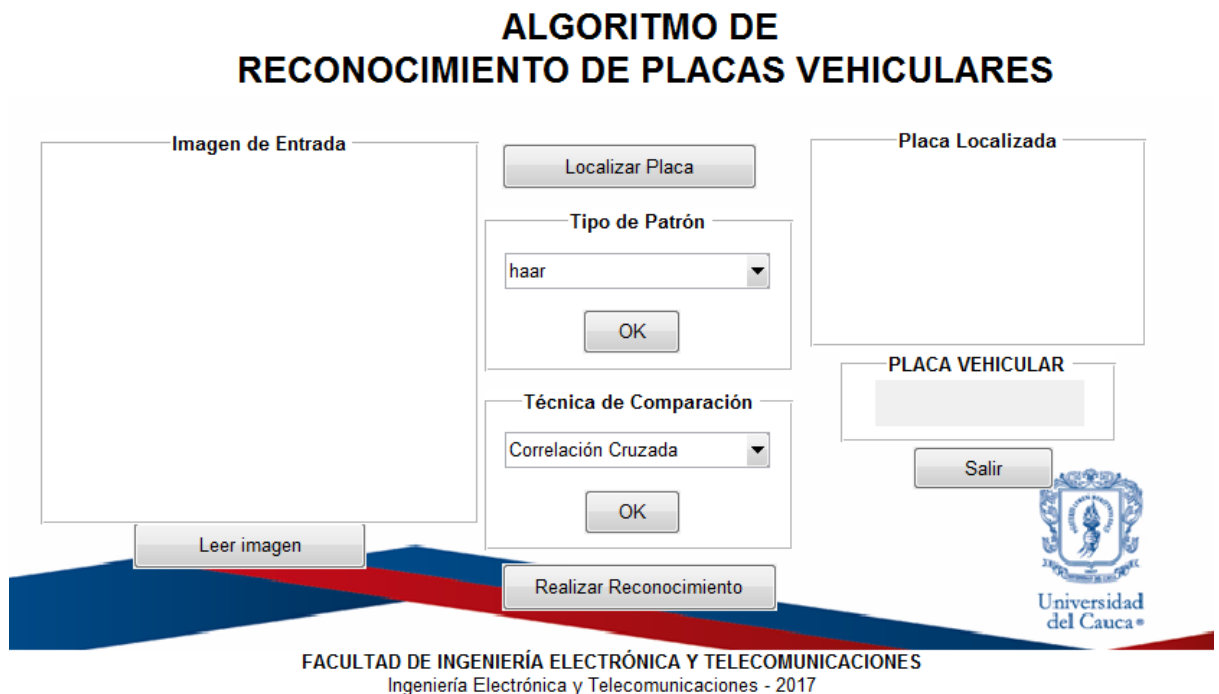 ALGORITMO DE
RECONOCIMIENTO DE PLACAS VEHICULARES
Imagen de Entrada
Leer imagen
Localizar Placa
Tipo de Patrón
haar
OK
Técnica de Comparación
Correlación Cruzada
OK
Realizar Reconocimiento
Placa Localizada
PLACA VEHICULAR
Salir
Universidad
del Cauca®
FACULTAD DE INGENIERÍA ELECTRÓNICA Y TELECOMUNICACIONES
Ingeniería Electrónica y Telecomunicaciones - 2017